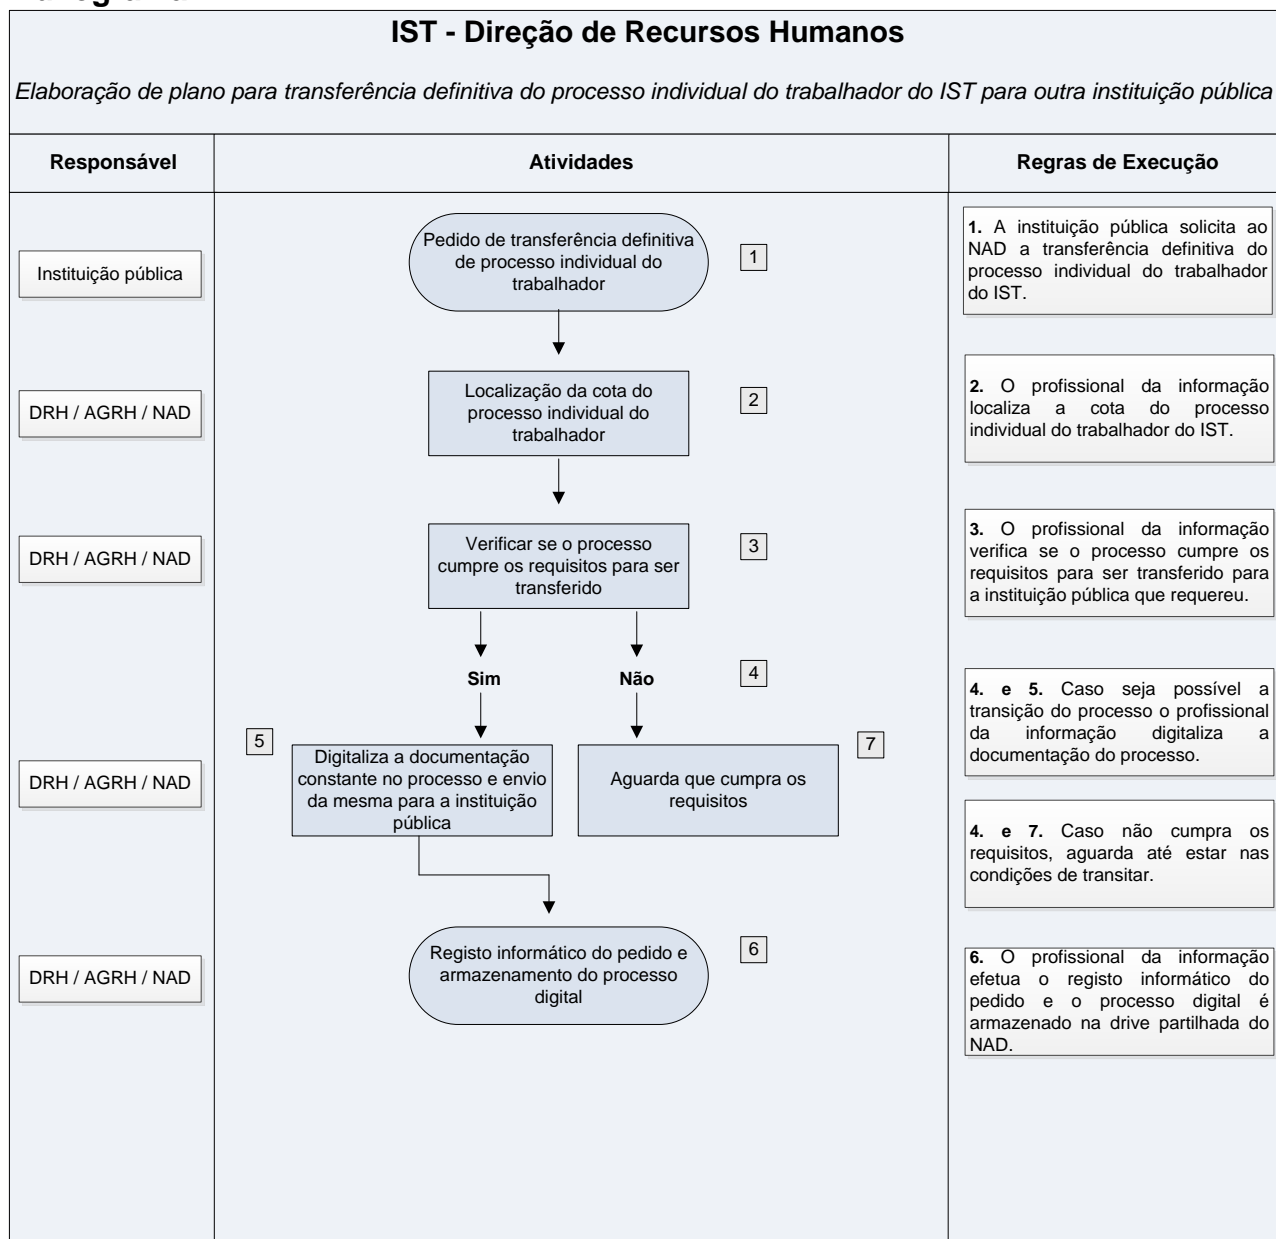 IST - Direção de Recursos Humanos
Elaboração de plano para transferência definitiva do processo individual do trabalhador do IST para outra instituição pública
Responsável
Atividades
Regras de Execução
Instituição pública
Pedido de transferência definitiva
de processo individual do
trabalhador
1
1. A instituição pública solicita ao
NAD a transferência definitiva do
processo individual do trabalhador
do IST.
DRH / AGRH / NAD
Localização da cota do
processo individual do
trabalhador
2
2. O profissional da informação
localiza a cota do processo
individual do trabalhador do IST.
DRH / AGRH / NAD
Verificar se o processo
cumpre os requisitos para ser
transferido
3
3. O profissional da informação
verifica se o processo cumpre os
requisitos para ser transferido para
a instituição pública que requereu.
Sim
Não
4
4. e 5. Caso seja possível a
transição do processo o profissional
da informação digitaliza a
documentação do processo.
DRH / AGRH / NAD
5
Digitaliza a documentação
constante no processo e envio
da mesma para a instituição
pública
Aguarda que cumpra os
requisitos
7
4. e 7. Caso não cumpra os
requisitos, aguarda até estar nas
condições de transitar.
DRH / AGRH / NAD
Registo informático do pedido e
armazenamento do processo
digital
6
6. O profissional da informação
efetua o registo informático do
pedido e o processo digital é
armazenado na drive partilhada do
NAD.